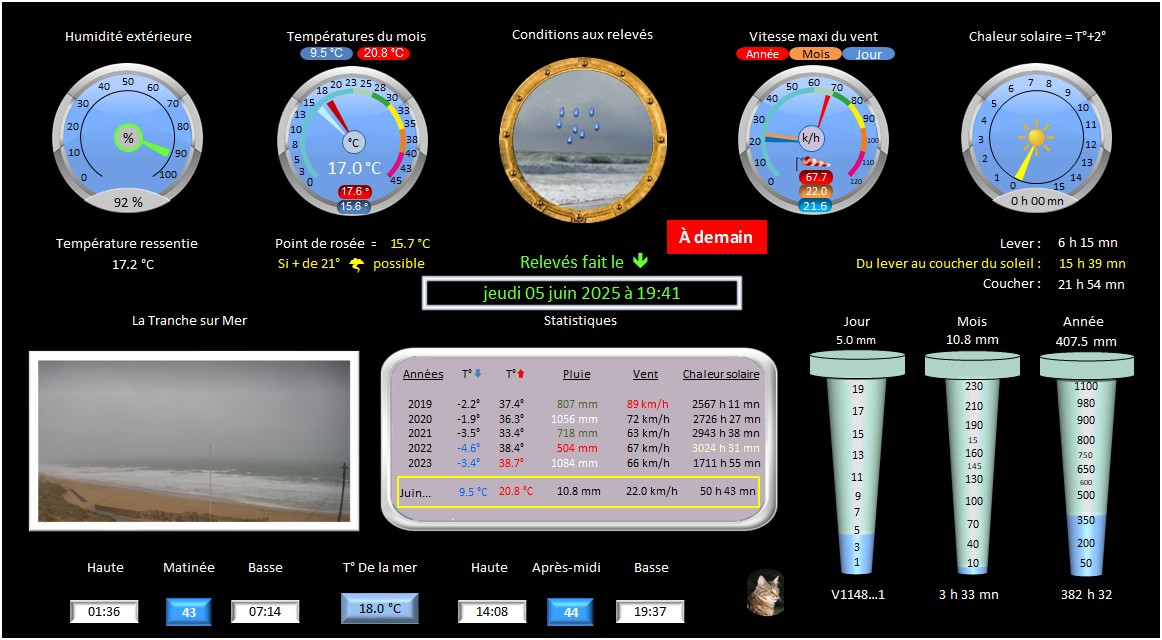 Humidité extérieure
0 10 20 30 40 50 60 70 80 90 100
%
92 %
Température ressentie
17.2 °C
Températures du mois
9.5 °C 20.8 °C
0 3 5 8 10 13 15 18 20 23 25 28 30 33 35 38 40 43 45
°C
17.0 °C
17.6 °
15.6 °
Point de rosée = 15.7 °C
Si + de 21° possible
Conditions aux relevés
À demain
Relevés fait le
jeudi 05 juin 2025 à 19:41
Vitesse maxi du vent
Année Mois Jour
0 10 20 30 40 50 60 70 80 90 100 110 120
k/h
67.7
22.0
21.6
Chaleur solaire = T°+2°
0 1 2 3 4 5 6 7 8 9 10 11 12 13 14 15
0 h 00 mn
Lever : 6 h 15 mn
Du lever au coucher du soleil : 15 h 39 mn
Coucher : 21 h 54 mn
La Tranche sur Mer
Statistiques
Années T° T° Pluie Vent Chaleur solaire
2019 -2.2° 37.4° 807 mm 89 km/h 2567 h 11 mn
2020 -1.9° 36.3° 1056 mm 72 km/h 2726 h 27 mn
2021 -3.5° 33.4° 718 mm 63 km/h 2943 h 38 mn
2022 -4.6° 38.4° 504 mm 67 km/h 3024 h 31 mn
2023 -3.4° 38.7° 1084 mm 66 km/h 1711 h 55 mn
Juin... 9.5 °C 20.8 °C 10.8 mm 22.0 km/h 50 h 43 mn
Jour
5.0 mm
19
17
15
13
11
9
7
5
3
1
V1148...1
Mois
10.8 mm
230
210
190
15
160
145
130
100
70
40
10
3 h 33 mn
Année
407.5 mm
1100
980
900
800
750
650
600
500
350
200
50
382 h 32
Haute Matinée Basse T° De la mer Haute Après-midi Basse
01:36 43 07:14 18.0 °C 14:08 44 19:37